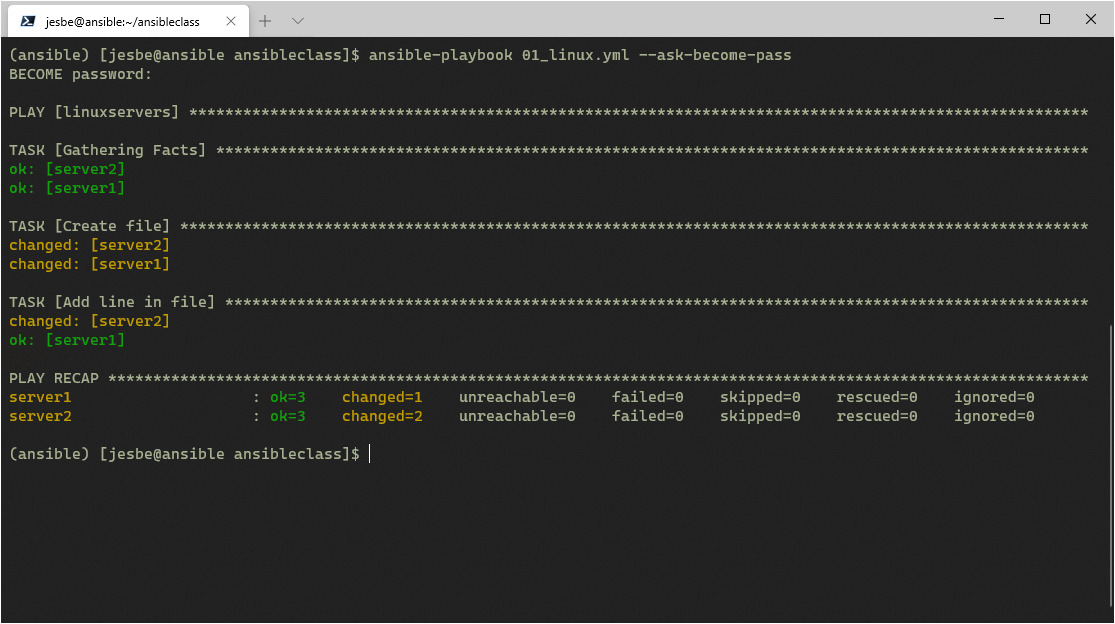 jesbe@ansible:~/ansibleclass
(ansible) [jesbe@ansible ansibleclass]$ ansible-playbook 01_linux.yml --ask-become-pass
BECOME password:
PLAY [linuxservers] ****************************************************************************************************
TASK [Gathering Facts] *************************************************************************************************
ok: [server2]
ok: [server1]
TASK [Create file] *****************************************************************************************************
changed: [server2]
changed: [server1]
TASK [Add line in file] ************************************************************************************************
changed: [server2]
ok: [server1]
PLAY RECAP *************************************************************************************************************
server1                    : ok=3    changed=1    unreachable=0    failed=0    skipped=0    rescued=0    ignored=0
server2                    : ok=3    changed=2    unreachable=0    failed=0    skipped=0    rescued=0    ignored=0
(ansible) [jesbe@ansible ansibleclass]$